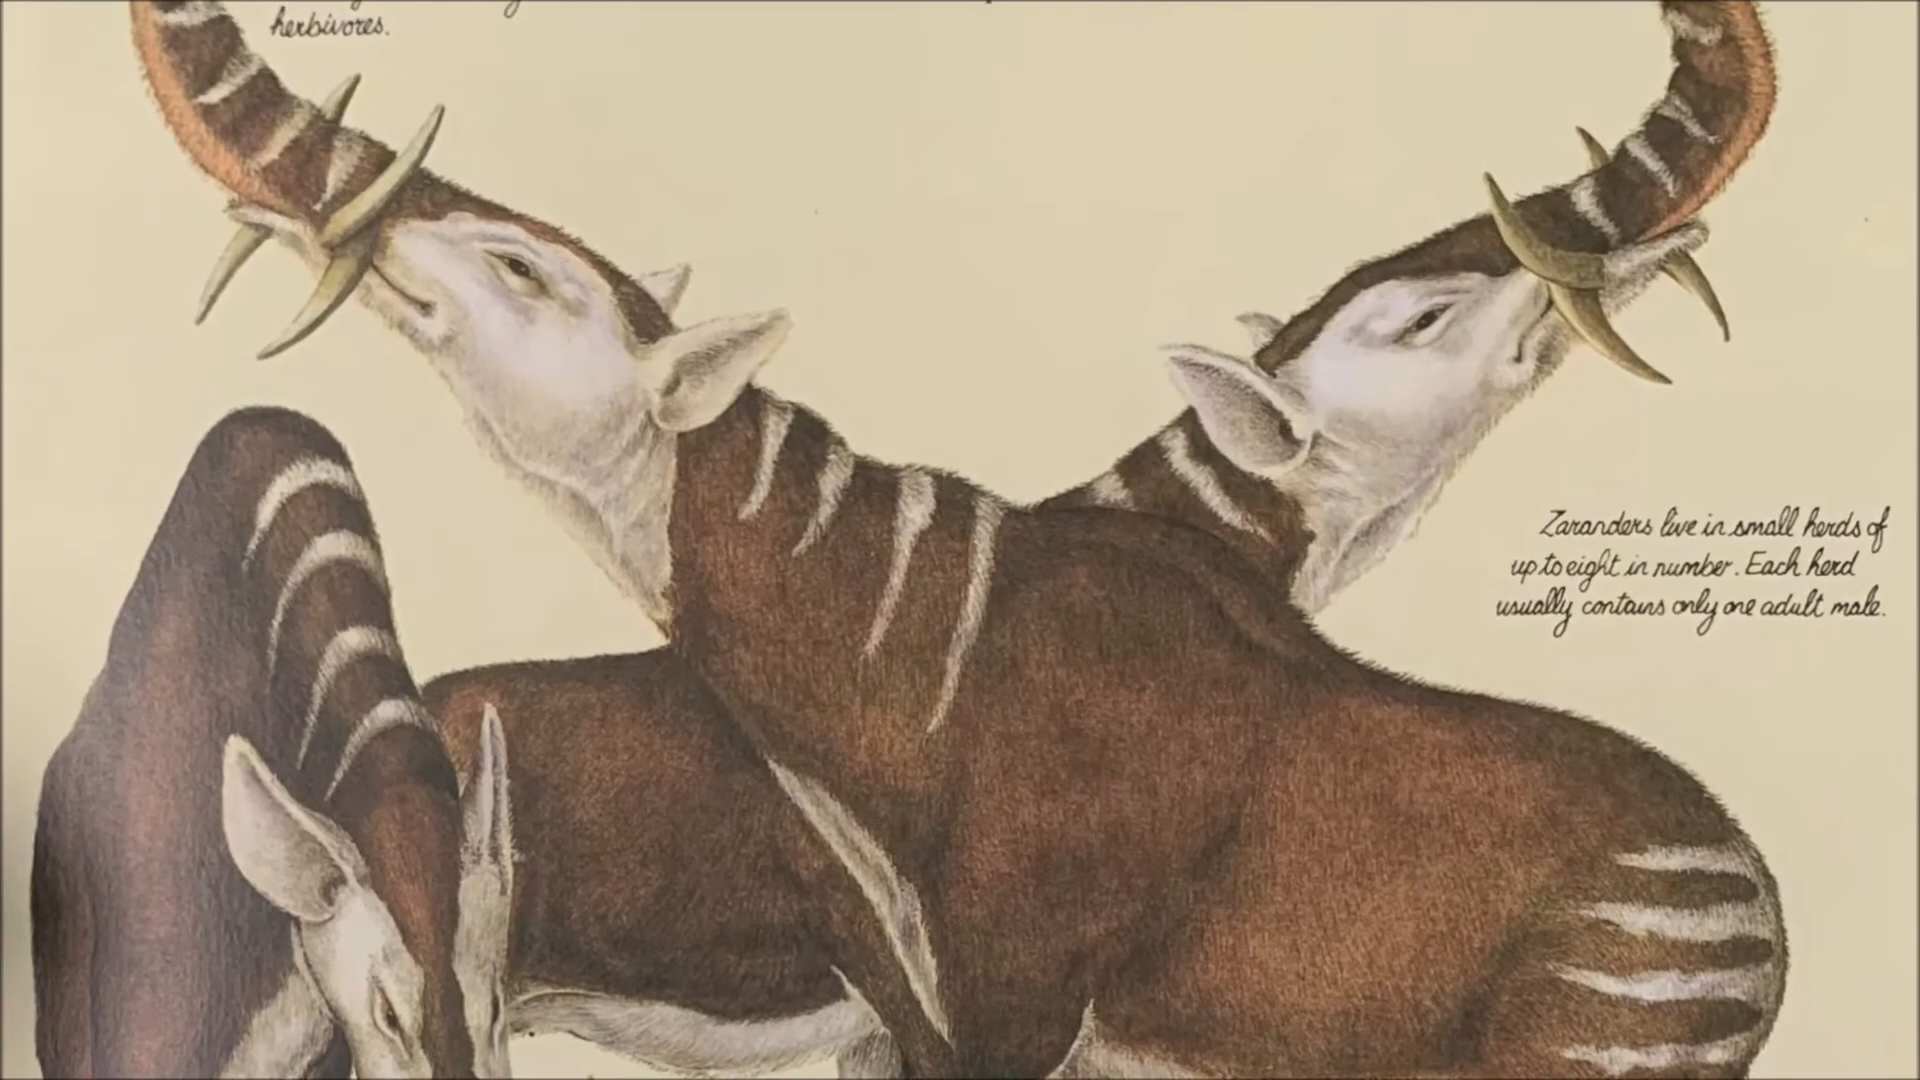 herbivores.
Zaranders live in small herds of
up to eight in number. Each herd
usually contains only one adult male.